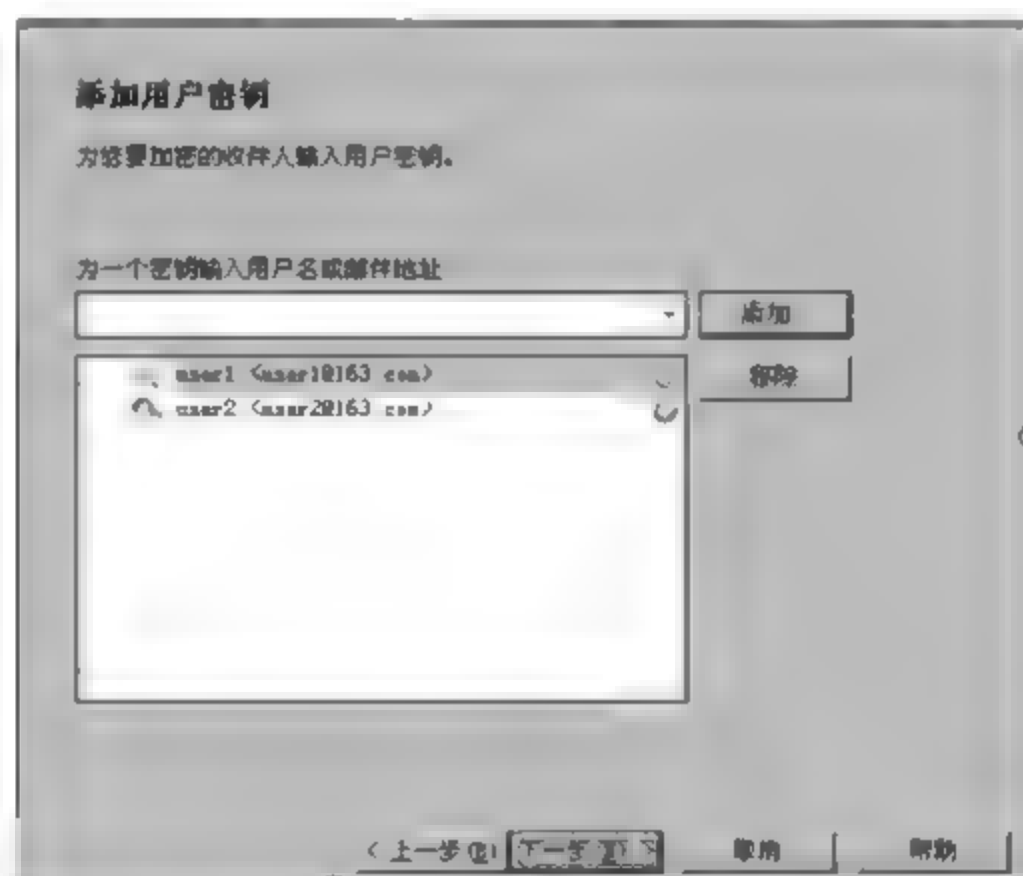 添加用户密钥
为您要加密的收件人输入用户密钥。
为一个密钥输入用户名或邮件地址
添加
user1 <user1@163 com>
移除
user2 <user2@163 com>
<上一步(B) 下一步(N)> 取消 帮助